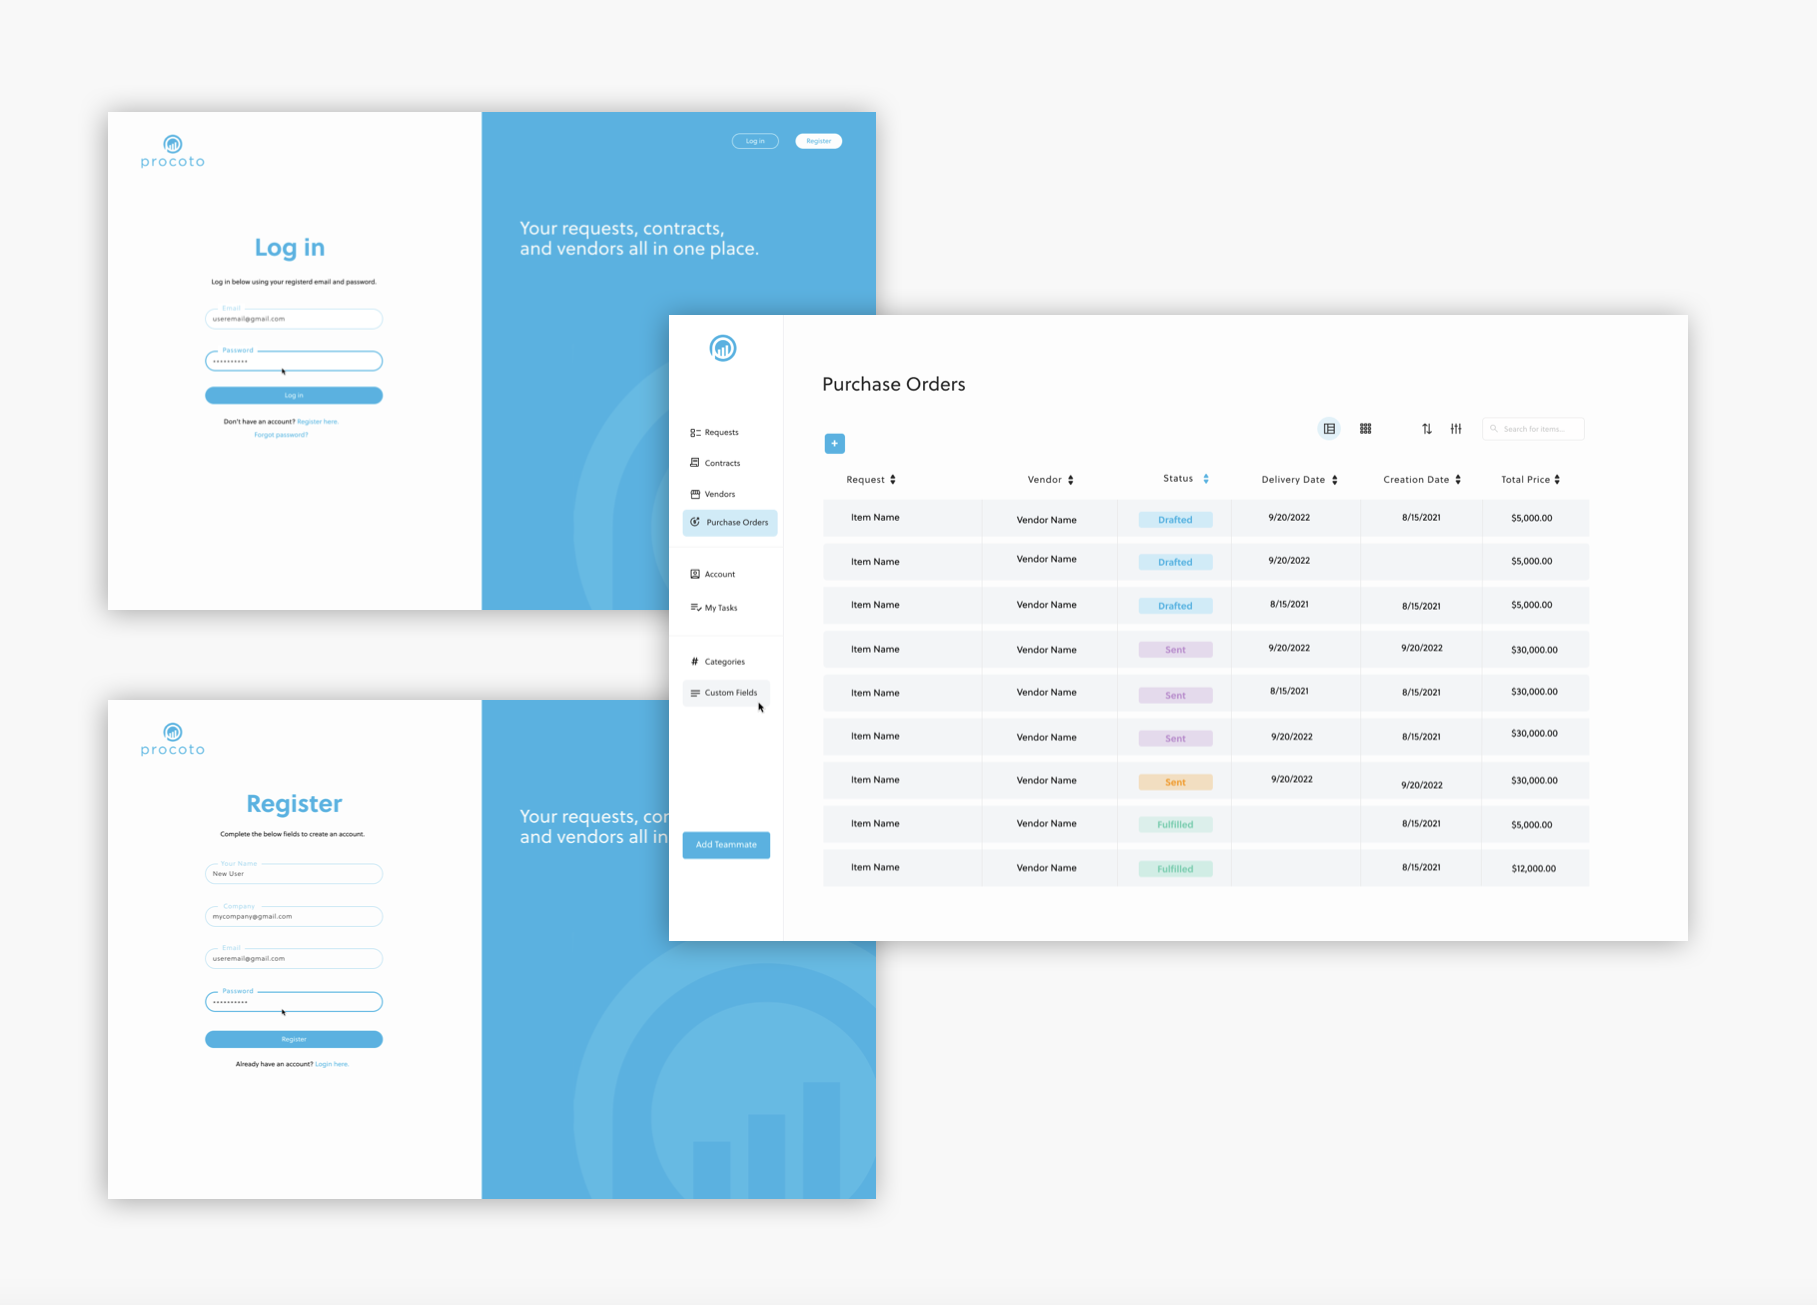 procoto
Log in
Log in below using your registerd email and password.
Email
useremail@gmail.com
Password
Log in
Don't have an account? Register here.
Forgot password?
Log in
Register
Your requests, contracts,
and vendors all in one place.
procoto
Register
Complete the below fields to create an account.
Your Name
New User
Company
mycompany@gmail.com
Email
useremail@gmail.com
Password
Register
Already have an account? Login here.
Your requests, cor
and vendors all in
Requests
Contracts
Vendors
Purchase Orders
Account
My Tasks
# Categories
Custom Fields
Add Teammate
Purchase Orders
+
Search for items...
Request Vendor Status Delivery Date Creation Date Total Price
Item Name Vendor Name Drafted 9/20/2022 8/15/2021 $5,000.00
Item Name Vendor Name Drafted 9/20/2022 $5,000.00
Item Name Vendor Name Drafted 8/15/2021 8/15/2021 $5,000.00
Item Name Vendor Name Sent 9/20/2022 9/20/2022 $30,000.00
Item Name Vendor Name Sent 8/15/2021 8/15/2021 $30,000.00
Item Name Vendor Name Sent 9/20/2022 8/15/2021 $30,000.00
Item Name Vendor Name Sent 9/20/2022 9/20/2022 $30,000.00
Item Name Vendor Name Fulfilled 8/15/2021 $5,000.00
Item Name Vendor Name Fulfilled 8/15/2021 $12,000.00